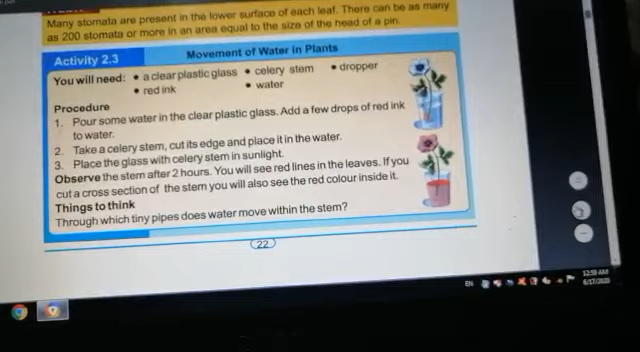 Many stomata are present in the lower surface of each leaf. There can be as many
as 200 stomata or more in an area equal to the size of the head of a pin.
Activity 2.3
Movement of Water in Plants
You will need: • a clear plastic glass • celery stem • dropper
• red ink • water
Procedure
1. Pour some water in the clear plastic glass. Add a few drops of red ink
to water.
2. Take a celery stem, cut its edge and place it in the water.
3. Place the glass with celery stem in sunlight.
Observe the stem after 2 hours. You will see red lines in the leaves. If you
cut a cross section of the stem you will also see the red colour inside it.
Things to think
Through which tiny pipes does water move within the stem?
22
EN
12:59 AM
6/17/2020